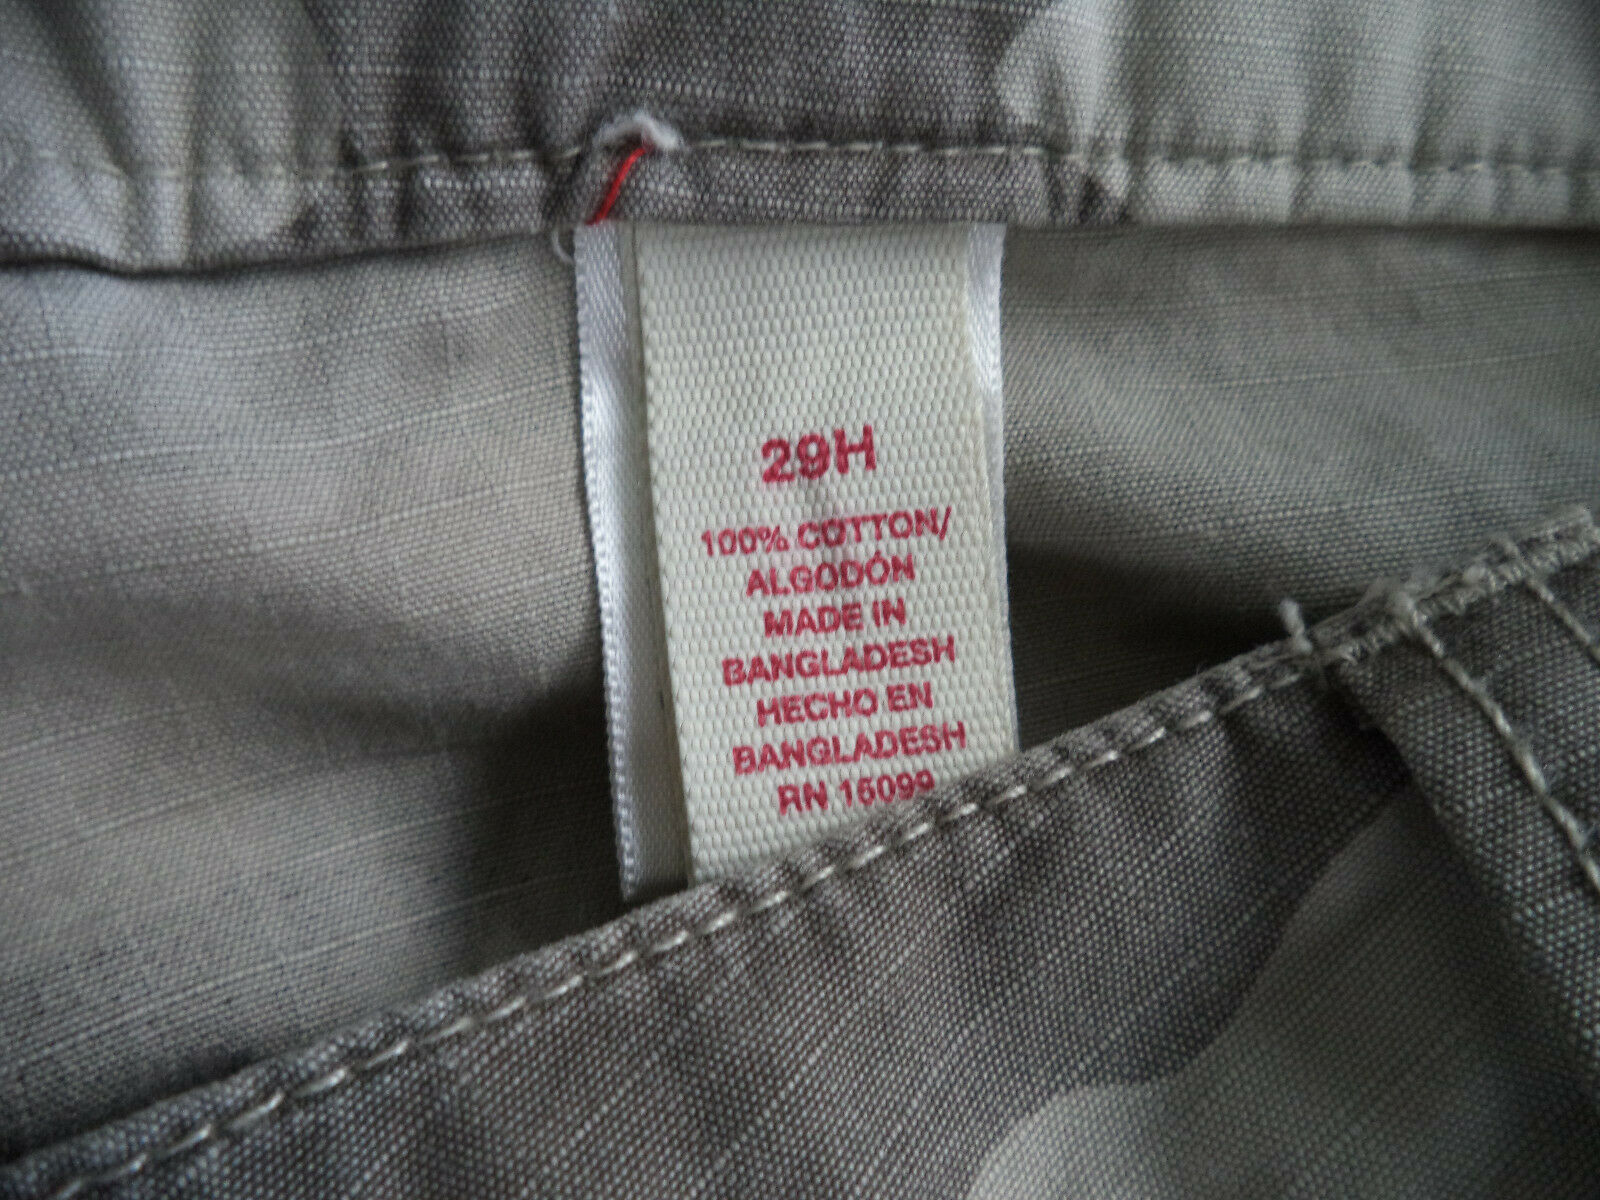 29H
100% COTTON/
ALGODÓN
MADE IN
BANGLADESH
HECHO EN
BANGLADESH
RN 15099